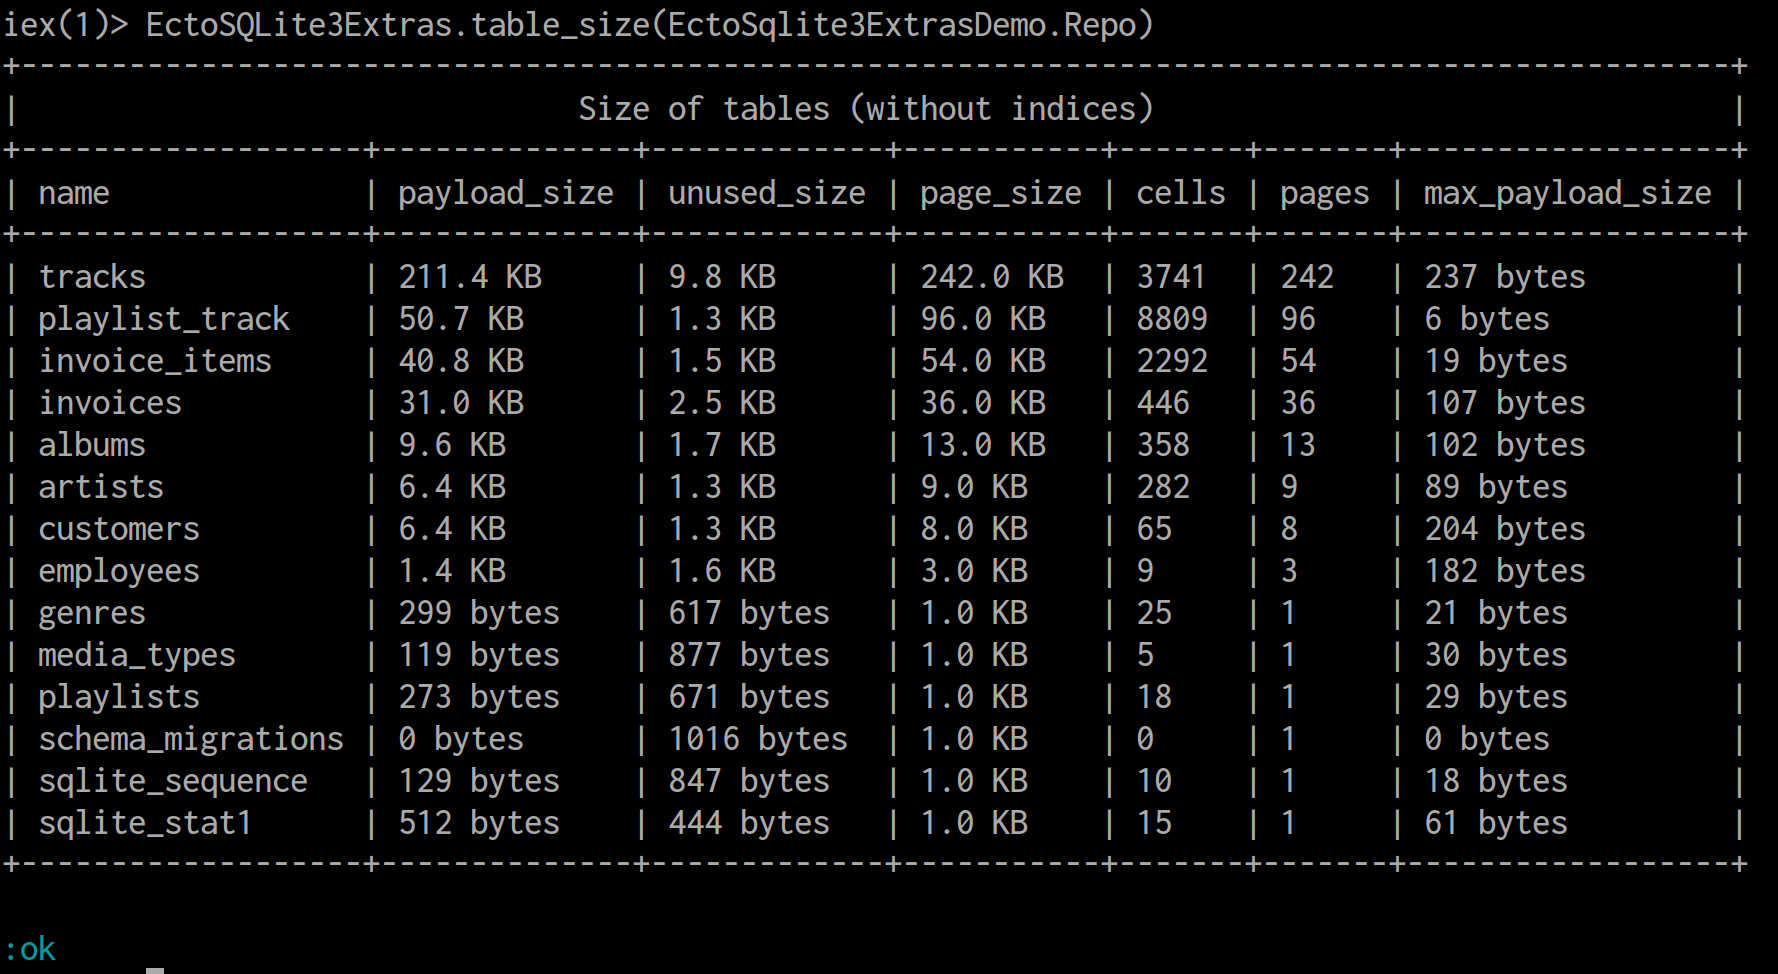 iex(1)> EctoSQLite3Extras.table_size(EctoSqlite3ExtrasDemo.Repo)
+-----------------------------------------------------------------------------------------------+
|                               Size of tables (without indices)                                |
+-------------------+--------------+-------------+-----------+-------+-------+------------------+
| name              | payload_size | unused_size | page_size | cells | pages | max_payload_size |
+-------------------+--------------+-------------+-----------+-------+-------+------------------+
| tracks            | 211.4 KB     | 9.8 KB      | 242.0 KB  | 3741  | 242   | 237 bytes        |
| playlist_track    | 50.7 KB      | 1.3 KB      | 96.0 KB   | 8809  | 96    | 6 bytes          |
| invoice_items     | 40.8 KB      | 1.5 KB      | 54.0 KB   | 2292  | 54    | 19 bytes         |
| invoices          | 31.0 KB      | 2.5 KB      | 36.0 KB   | 446   | 36    | 107 bytes        |
| albums            | 9.6 KB       | 1.7 KB      | 13.0 KB   | 358   | 13    | 102 bytes        |
| artists           | 6.4 KB       | 1.3 KB      | 9.0 KB    | 282   | 9     | 89 bytes         |
| customers         | 6.4 KB       | 1.3 KB      | 8.0 KB    | 65    | 8     | 204 bytes        |
| employees         | 1.4 KB       | 1.6 KB      | 3.0 KB    | 9     | 3     | 182 bytes        |
| genres            | 299 bytes    | 617 bytes   | 1.0 KB    | 25    | 1     | 21 bytes         |
| media_types       | 119 bytes    | 877 bytes   | 1.0 KB    | 5     | 1     | 30 bytes         |
| playlists         | 273 bytes    | 671 bytes   | 1.0 KB    | 18    | 1     | 29 bytes         |
| schema_migrations | 0 bytes      | 1016 bytes  | 1.0 KB    | 0     | 1     | 0 bytes          |
| sqlite_sequence   | 129 bytes    | 847 bytes   | 1.0 KB    | 10    | 1     | 18 bytes         |
| sqlite_stat1      | 512 bytes    | 444 bytes   | 1.0 KB    | 15    | 1     | 61 bytes         |
+-------------------+--------------+-------------+-----------+-------+-------+------------------+
:ok